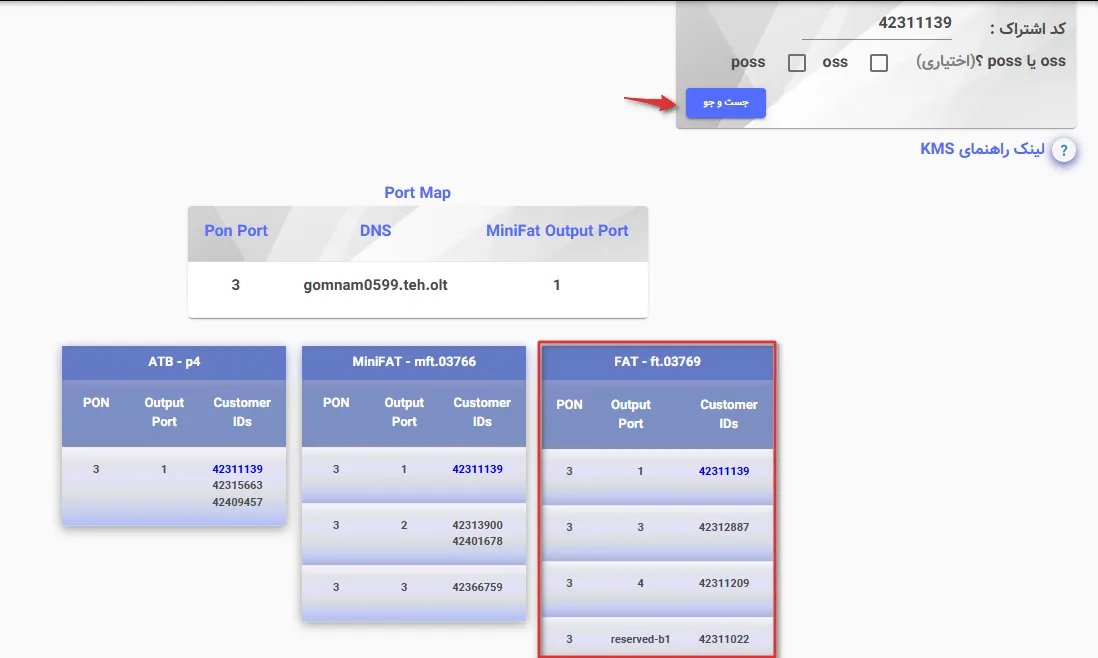 کد اشتراک : 42311139
oss یا poss ؟(اختیاری) oss poss
جست و جو
? لینک راهنمای KMS
Port Map
Pon Port DNS MiniFat Output Port
3 gomnam0599.teh.olt 1
ATB - p4
PON Output Port Customer IDs
3 1 42311139
42315663
42409457
MiniFAT - mft.03766
PON Output Port Customer IDs
3 1 42311139
3 2 42313900
42401678
3 3 42366759
FAT - ft.03769
PON Output Port Customer IDs
3 1 42311139
3 3 42312887
3 4 42311209
3 reserved-b1 42311022